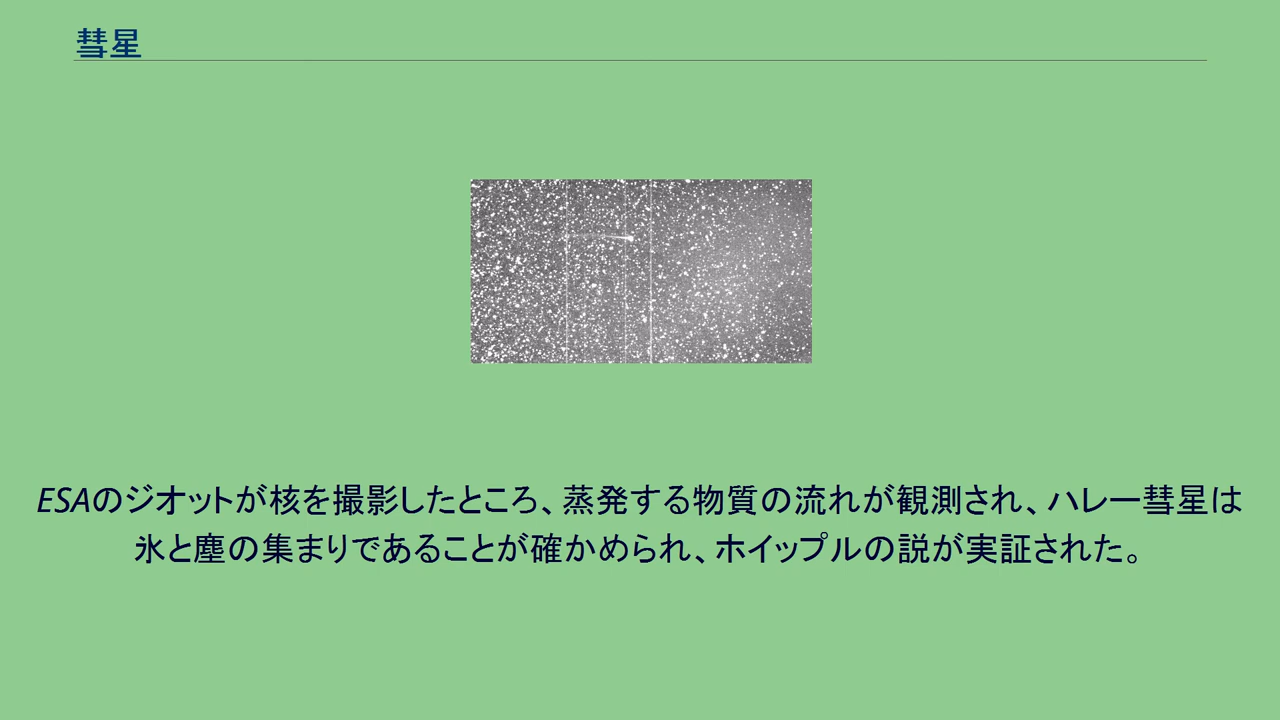 彗星
ESAのジオットが核を撮影したところ、蒸発する物質の流れが観測され、ハレー彗星は
氷と塵の集まりであることが確かめられ、ホイップルの説が実証された。